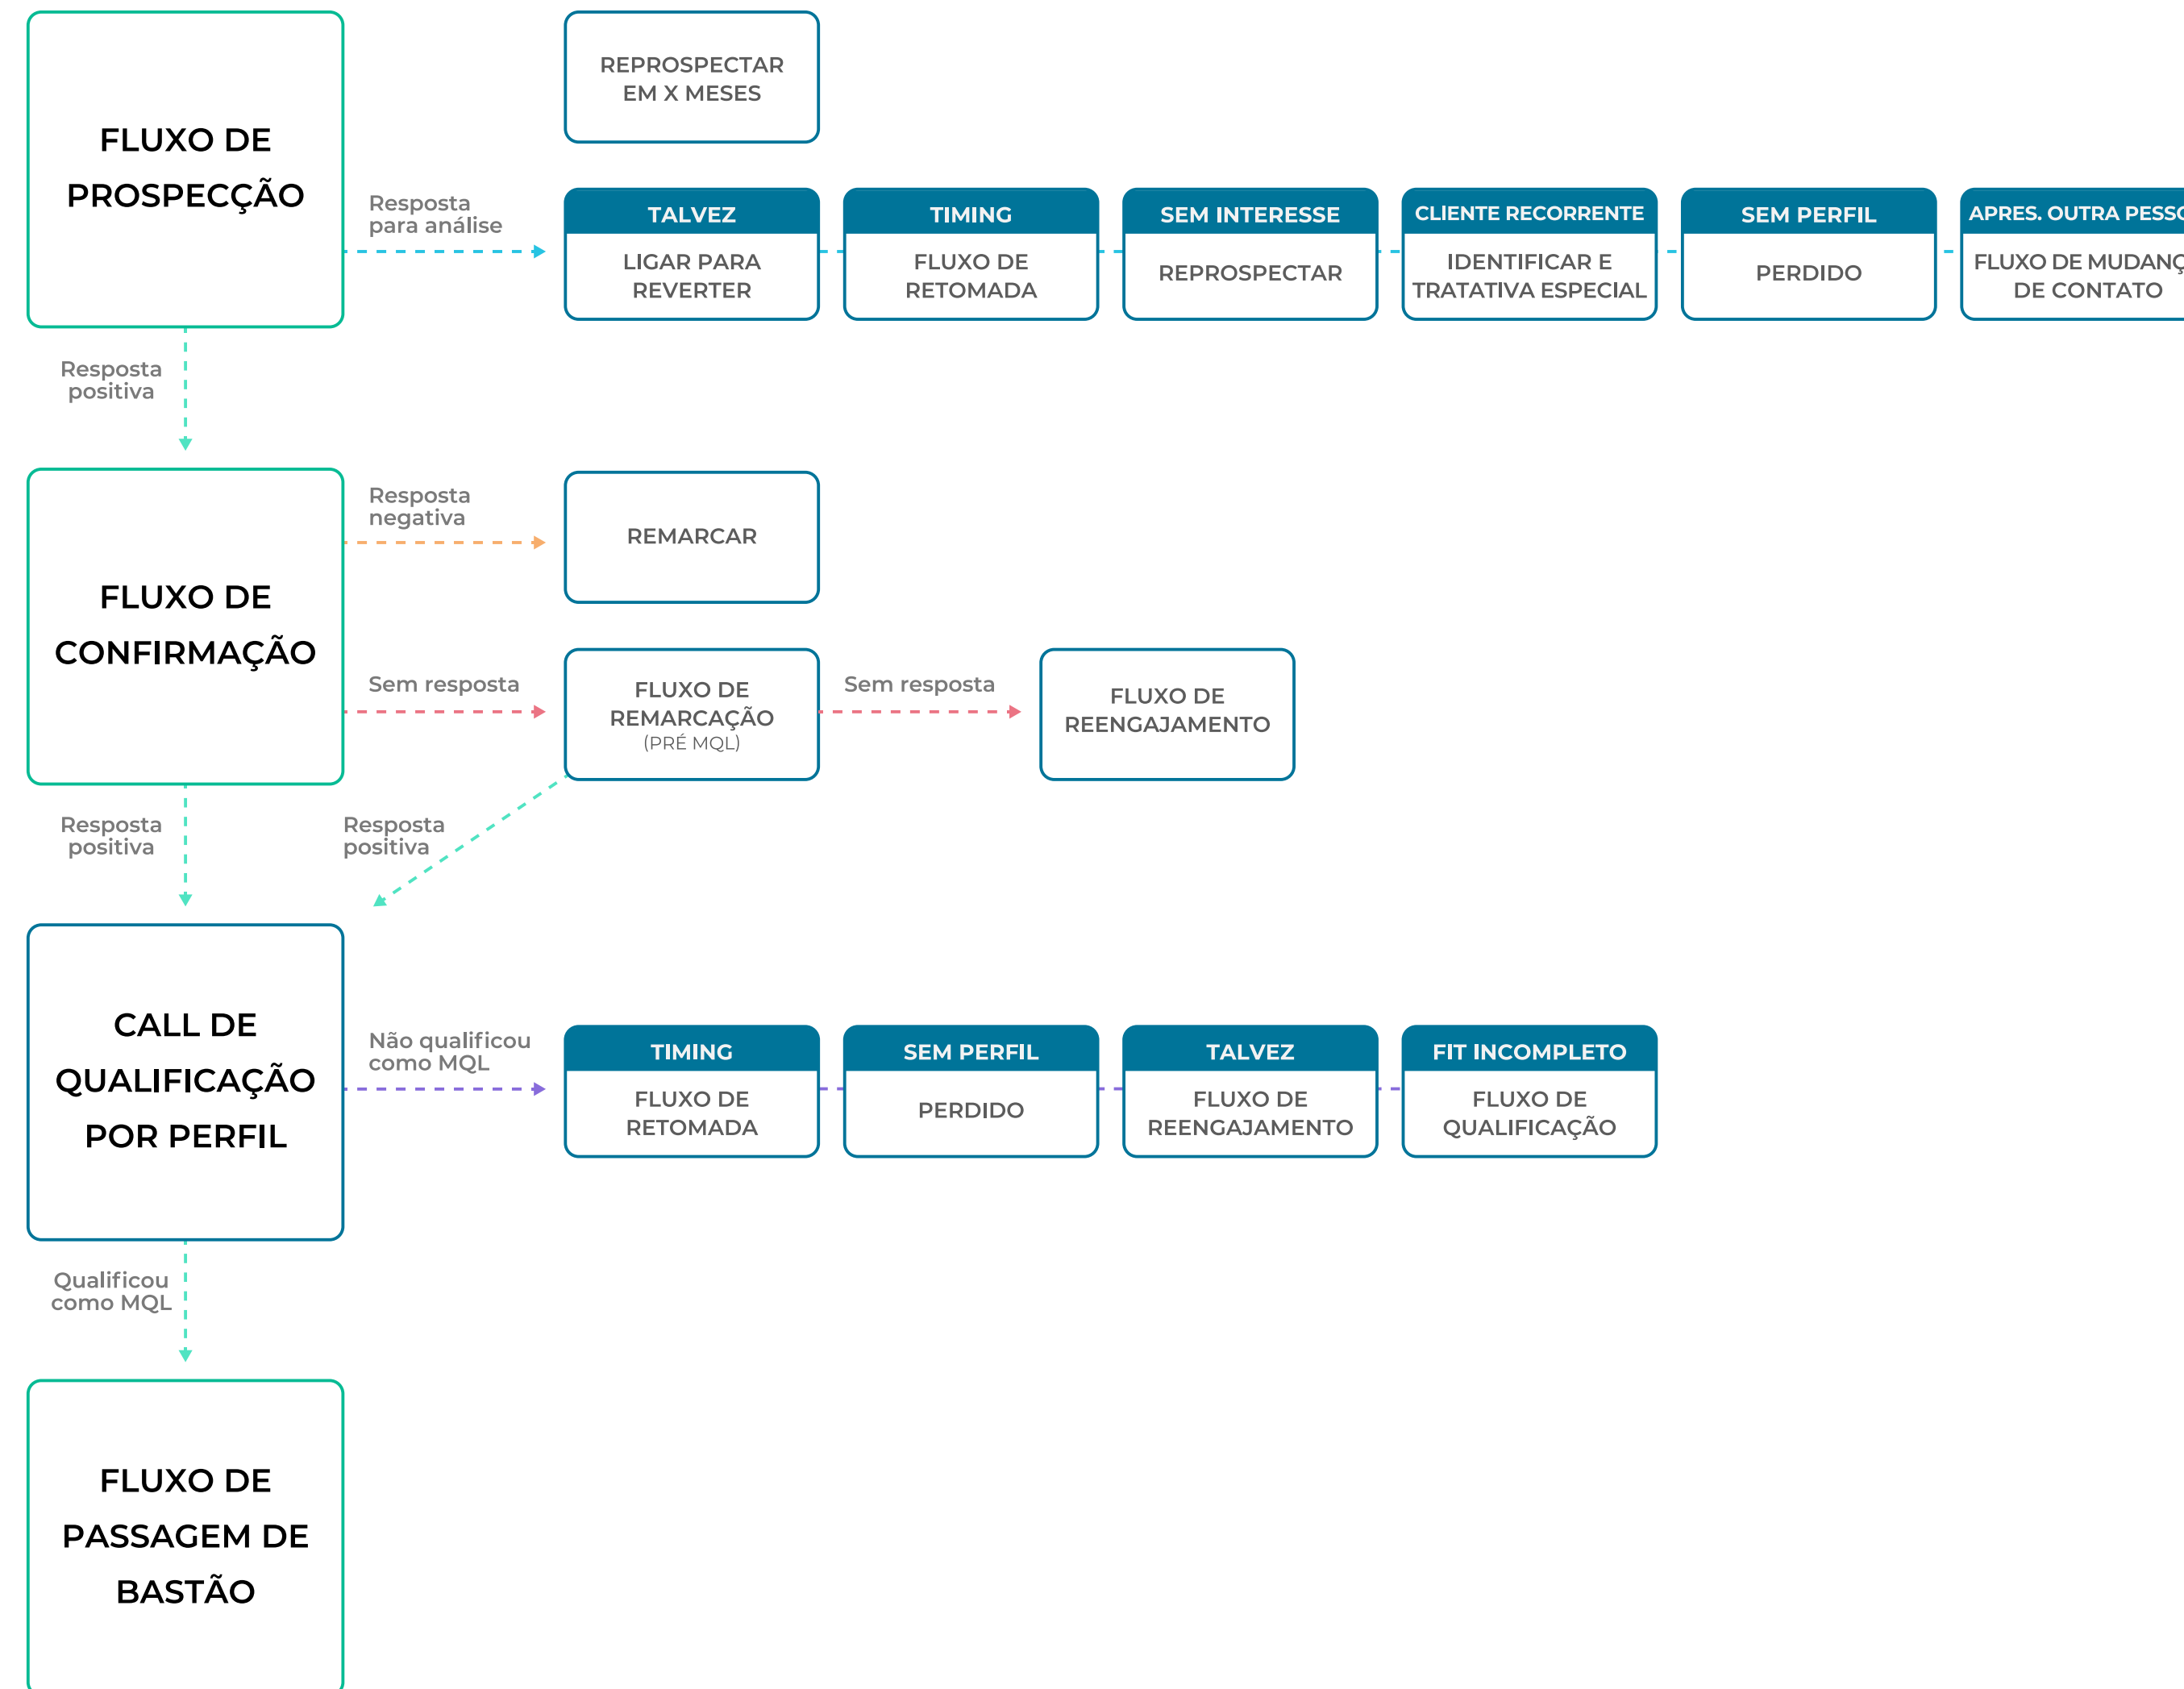 FLUXO DE
PROSPECÇÃO
REPROSPECTAR
EM X MESES
Resposta
para análise
TALVEZ
LIGAR PARA
REVERTER
TIMING
FLUXO DE
RETOMADA
SEM INTERESSE
REPROSPECTAR
CLIENTE RECORRENTE
IDENTIFICAR E
TRATATIVA ESPECIAL
SEM PERFIL
PERDIDO
APRES. OUTRA
FLUXO DE
DE CONTATO
Resposta
positiva
FLUXO DE
CONFIRMAÇÃO
Resposta
negativa
REMARCAR
Sem resposta
FLUXO DE
REMARCAÇÃO
(PRÉ MQL)
Sem resposta
FLUXO DE
REENGAJAMENTO
Resposta
positiva
Resposta
positiva
CALL DE
QUALIFICAÇÃO
POR PERFIL
Não qualificou
como MQL
TIMING
FLUXO DE
RETOMADA
SEM PERFIL
PERDIDO
TALVEZ
FLUXO DE
REENGAJAMENTO
FIT INCOMPLETO
FLUXO DE
QUALIFICAÇÃO
Qualificou
como MQL
FLUXO DE
PASSAGEM DE
BASTÃO